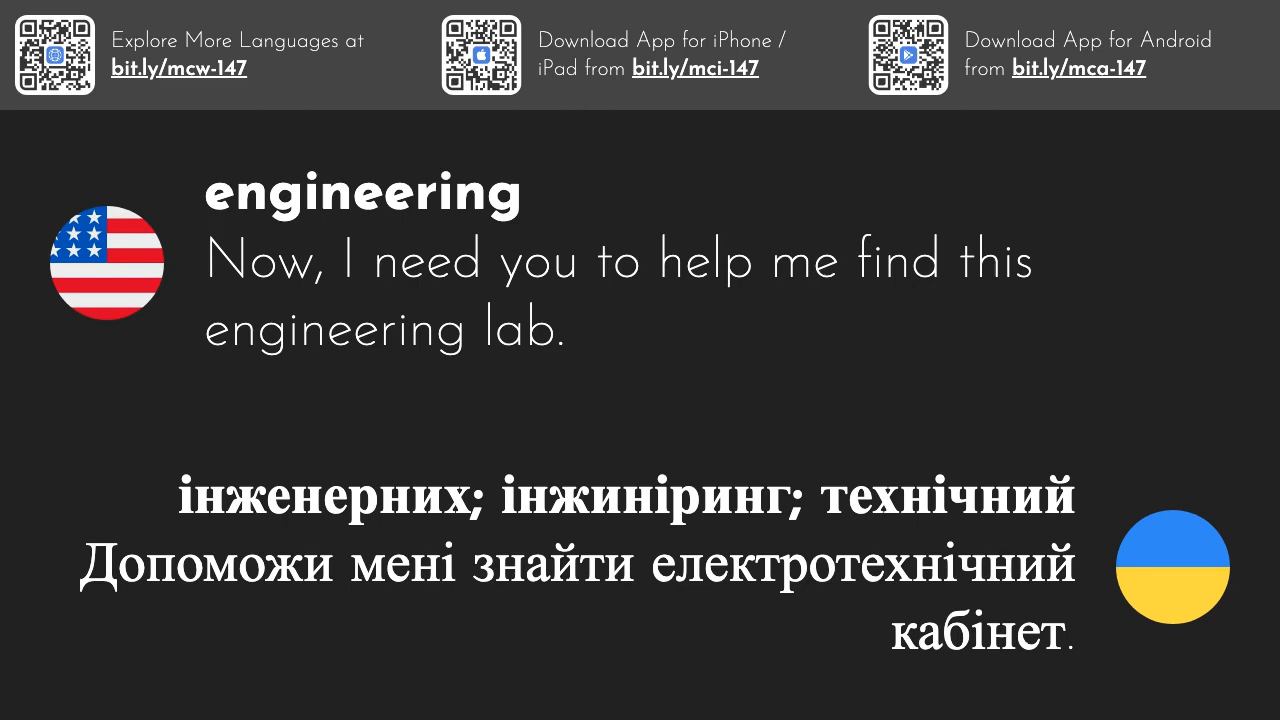 Explore More Languages at
bit.ly/mcw-147
Download App for iPhone /
iPad from bit.ly/mci-147
Download App for Android
from bit.ly/mca-147
engineering
Now, I need you to help me find this
engineering lab.
інженерних; інжиніринг; технічний
Допоможи мені знайти електротехнічний
кабінет.